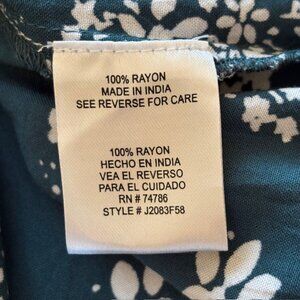 100% RAYON
MADE IN INDIA
SEE REVERSE FOR CARE
100% RAYON
HECHO EN INDIA
VEA EL REVERSO
PARA EL CUIDADO
RN # 74786
STYLE # J2083F58